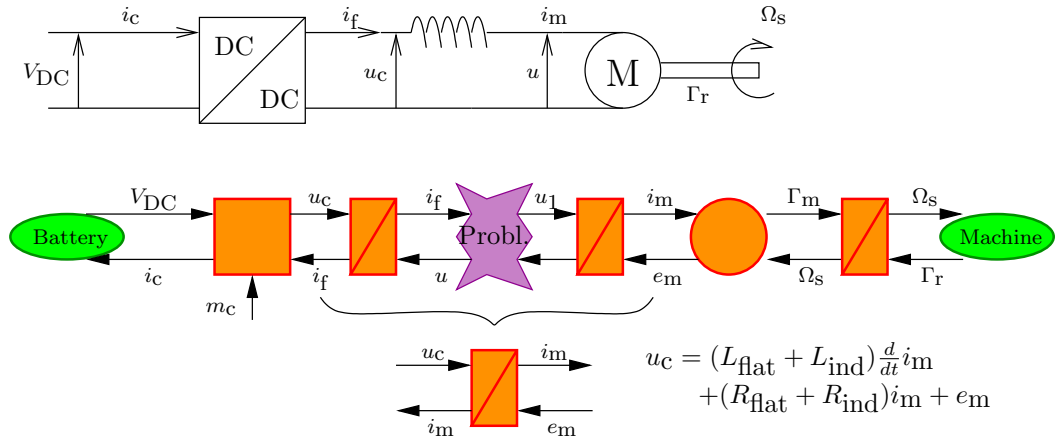 i_c
i_f
i_m
Ω_s
DC
V_DC
u_c
u
M
DC
Γ_r
V_DC
u_c
i_f
u_1
i_m
Γ_m
Ω_s
Battery
Probl.
Machine
i_c
i_f
u
e_m
Ω_s
Γ_r
m_c
u_c
i_m
i_m
e_m
u_c = (L_flat + L_ind) d/dt i_m
+(R_flat + R_ind)i_m + e_m